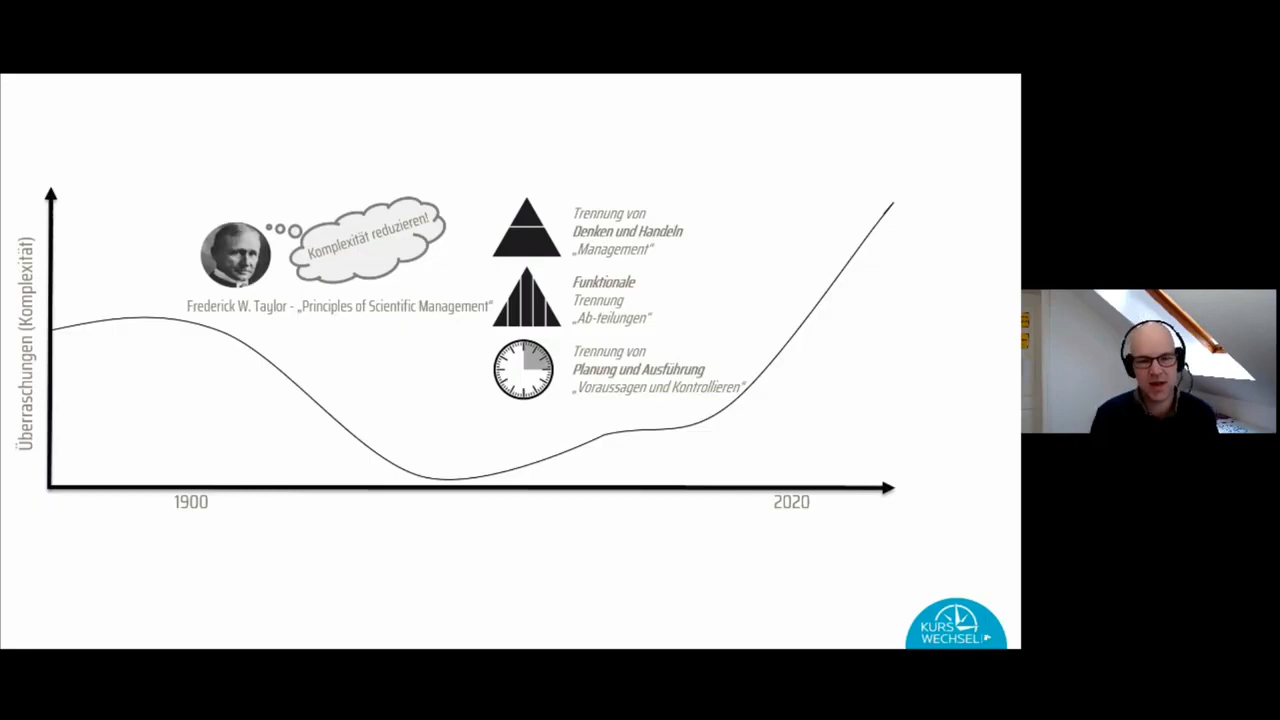 Überraschungen (Komplexität)
Komplexität reduzieren!
Frederick W. Taylor - „Principles of Scientific Management“
Trennung von
Denken und Handeln
„Management“
Funktionale
Trennung
„Ab-teilungen“
Trennung von
Planung und Ausführung
„Voraussagen und Kontrollieren“
1900
2020
KURS
WECHSEL